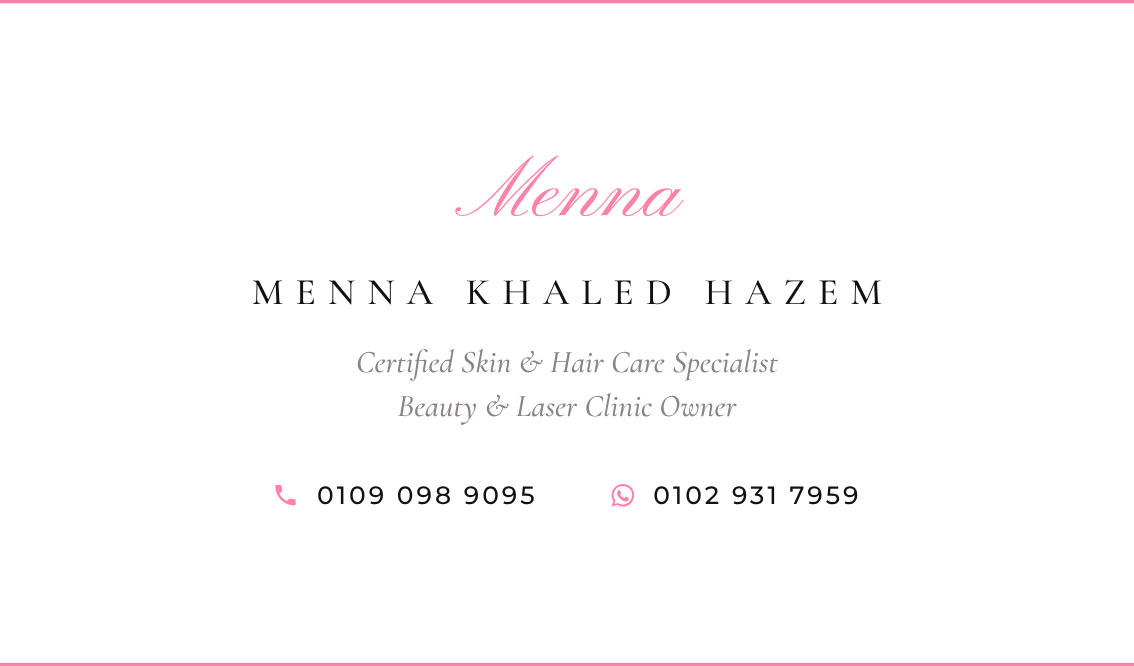 Menna
MENNA KHALED HAZEM
Certified Skin & Hair Care Specialist
Beauty & Laser Clinic Owner
0109 098 9095 0102 931 7959